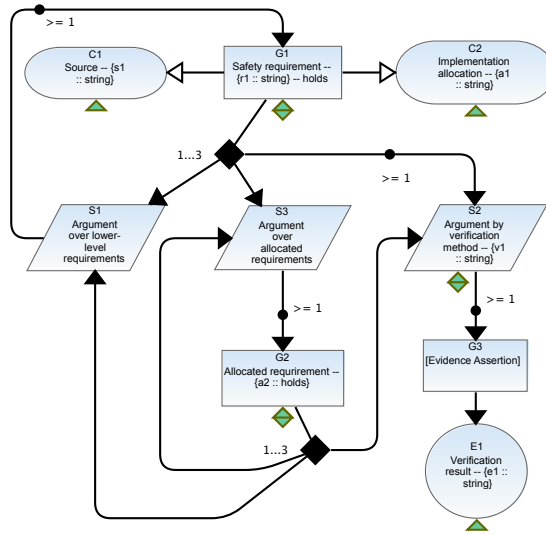 >= 1
C1
Source -- {s1
:: string}
G1
Safety requirement --
{r1 :: string} -- holds
C2
Implementation
allocation -- {a1
:: string}
1...3
>= 1
S1
Argument
over lower-
level
requirements
S3
Argument
over
allocated
requirements
S2
Argument by
verification
method -- {v1
:: string}
>= 1
>= 1
G2
Allocated requrirement --
{a2 :: holds}
G3
[Evidence Assertion]
1...3
E1
Verification
result -- {e1 ::
string}